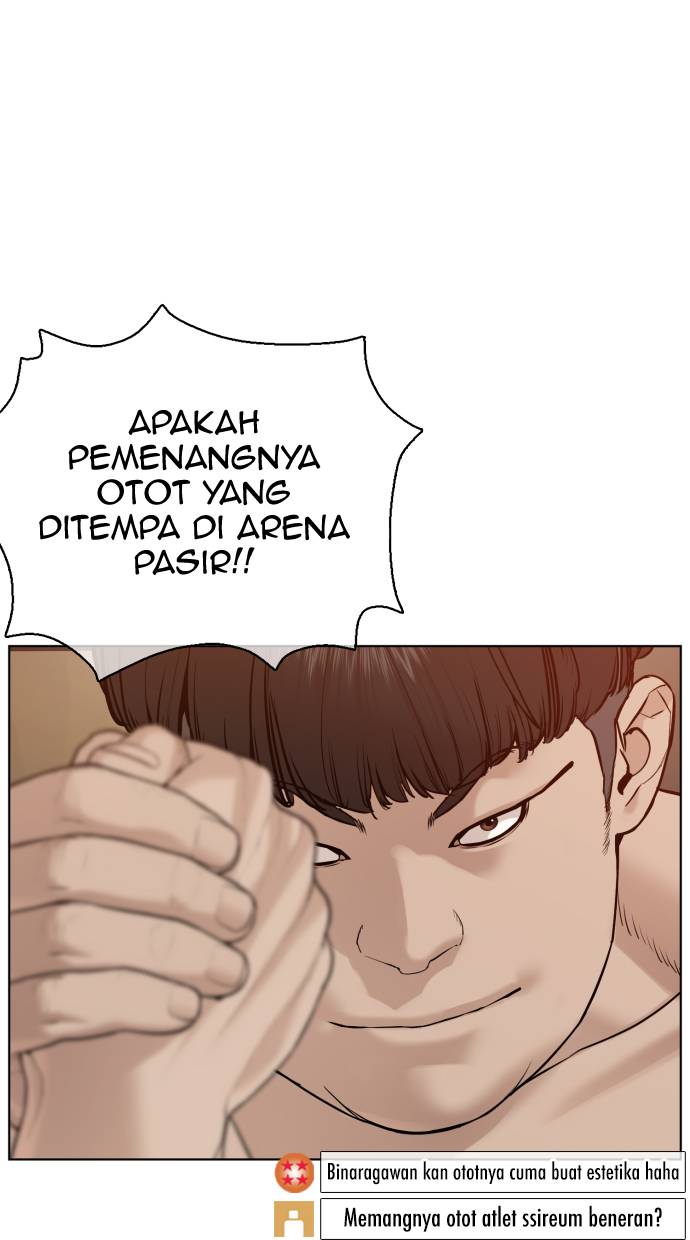 APAKAH
PEMENANGNYA
OTOT YANG
DITEMPA DI ARENA
PASIR!!
Binaragawan kan ototnya cuma buat estetika haha
Memangnya otot atlet ssireum beneran?